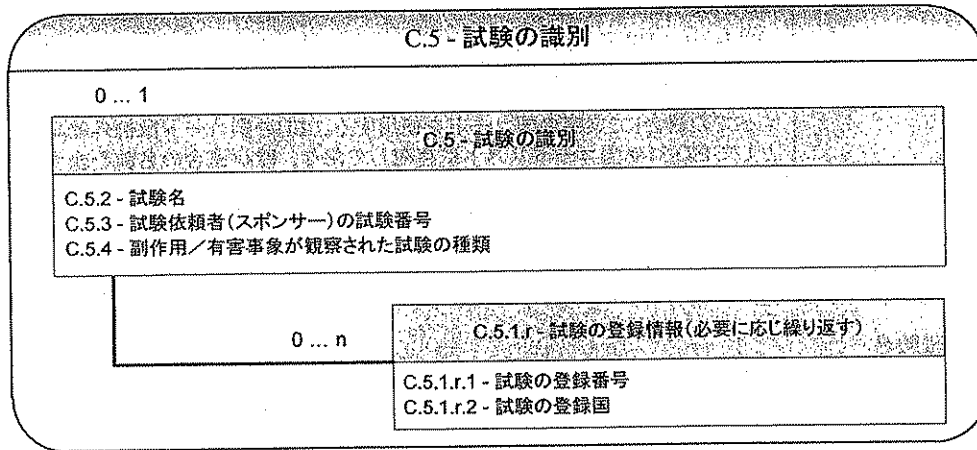 C.5 - 試験の識別
0 ... 1
C.5 - 試験の識別
C.5.2 - 試験名
C.5.3 - 試験依頼者(スポンサー)の試験番号
C.5.4 - 副作用／有害事象が観察された試験の種類
0 ... n
C.5.1.r - 試験の登録情報(必要に応じ繰り返す)
C.5.1.r.1 - 試験の登録番号
C.5.1.r.2 - 試験の登録国